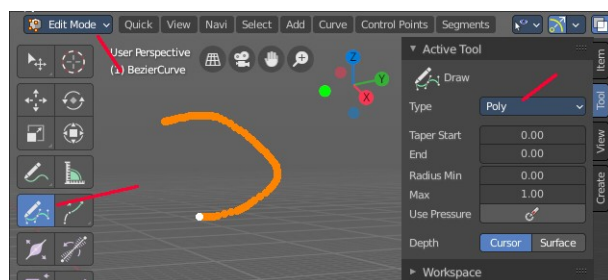 Edit Mode Quick View Navi Select Add Curve Control Points Segments
User Perspective
(1) BezierCurve
Z
Y
X
Active Tool
Draw
Type Poly
Taper Start 0.00
End 0.00
Radius Min 0.00
Max 1.00
Use Pressure
Depth Cursor Surface
Workspace
Item
Tool
View
Create